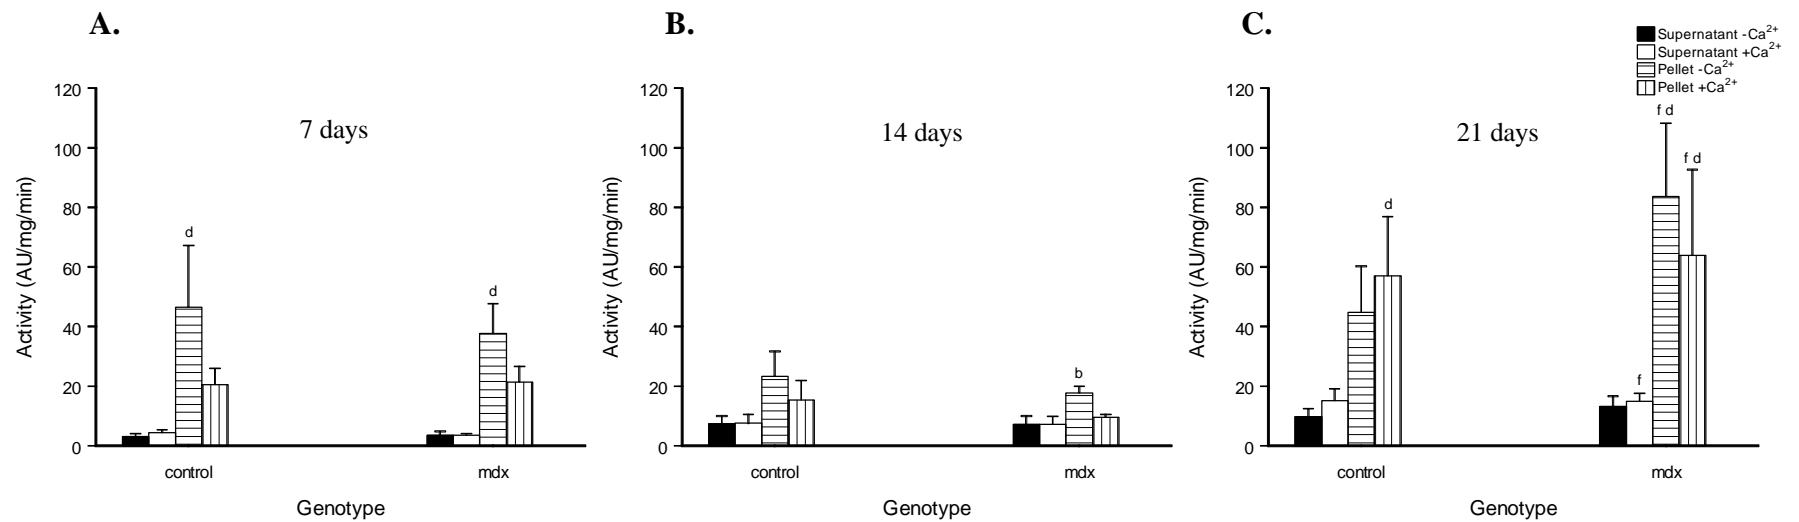 A.
120
100
80
60
40
20
0
Activity (AU/mg/min)
7 days
d
d
control
mdx
Genotype
B.
120
100
80
60
40
20
0
Activity (AU/mg/min)
14 days
b
control
mdx
Genotype
C.
Supernatant -Ca²⁺
Supernatant +Ca²⁺
Pellet -Ca²⁺
Pellet +Ca²⁺
120
100
80
60
40
20
0
Activity (AU/mg/min)
21 days
d
f
f d
f d
control
mdx
Genotype